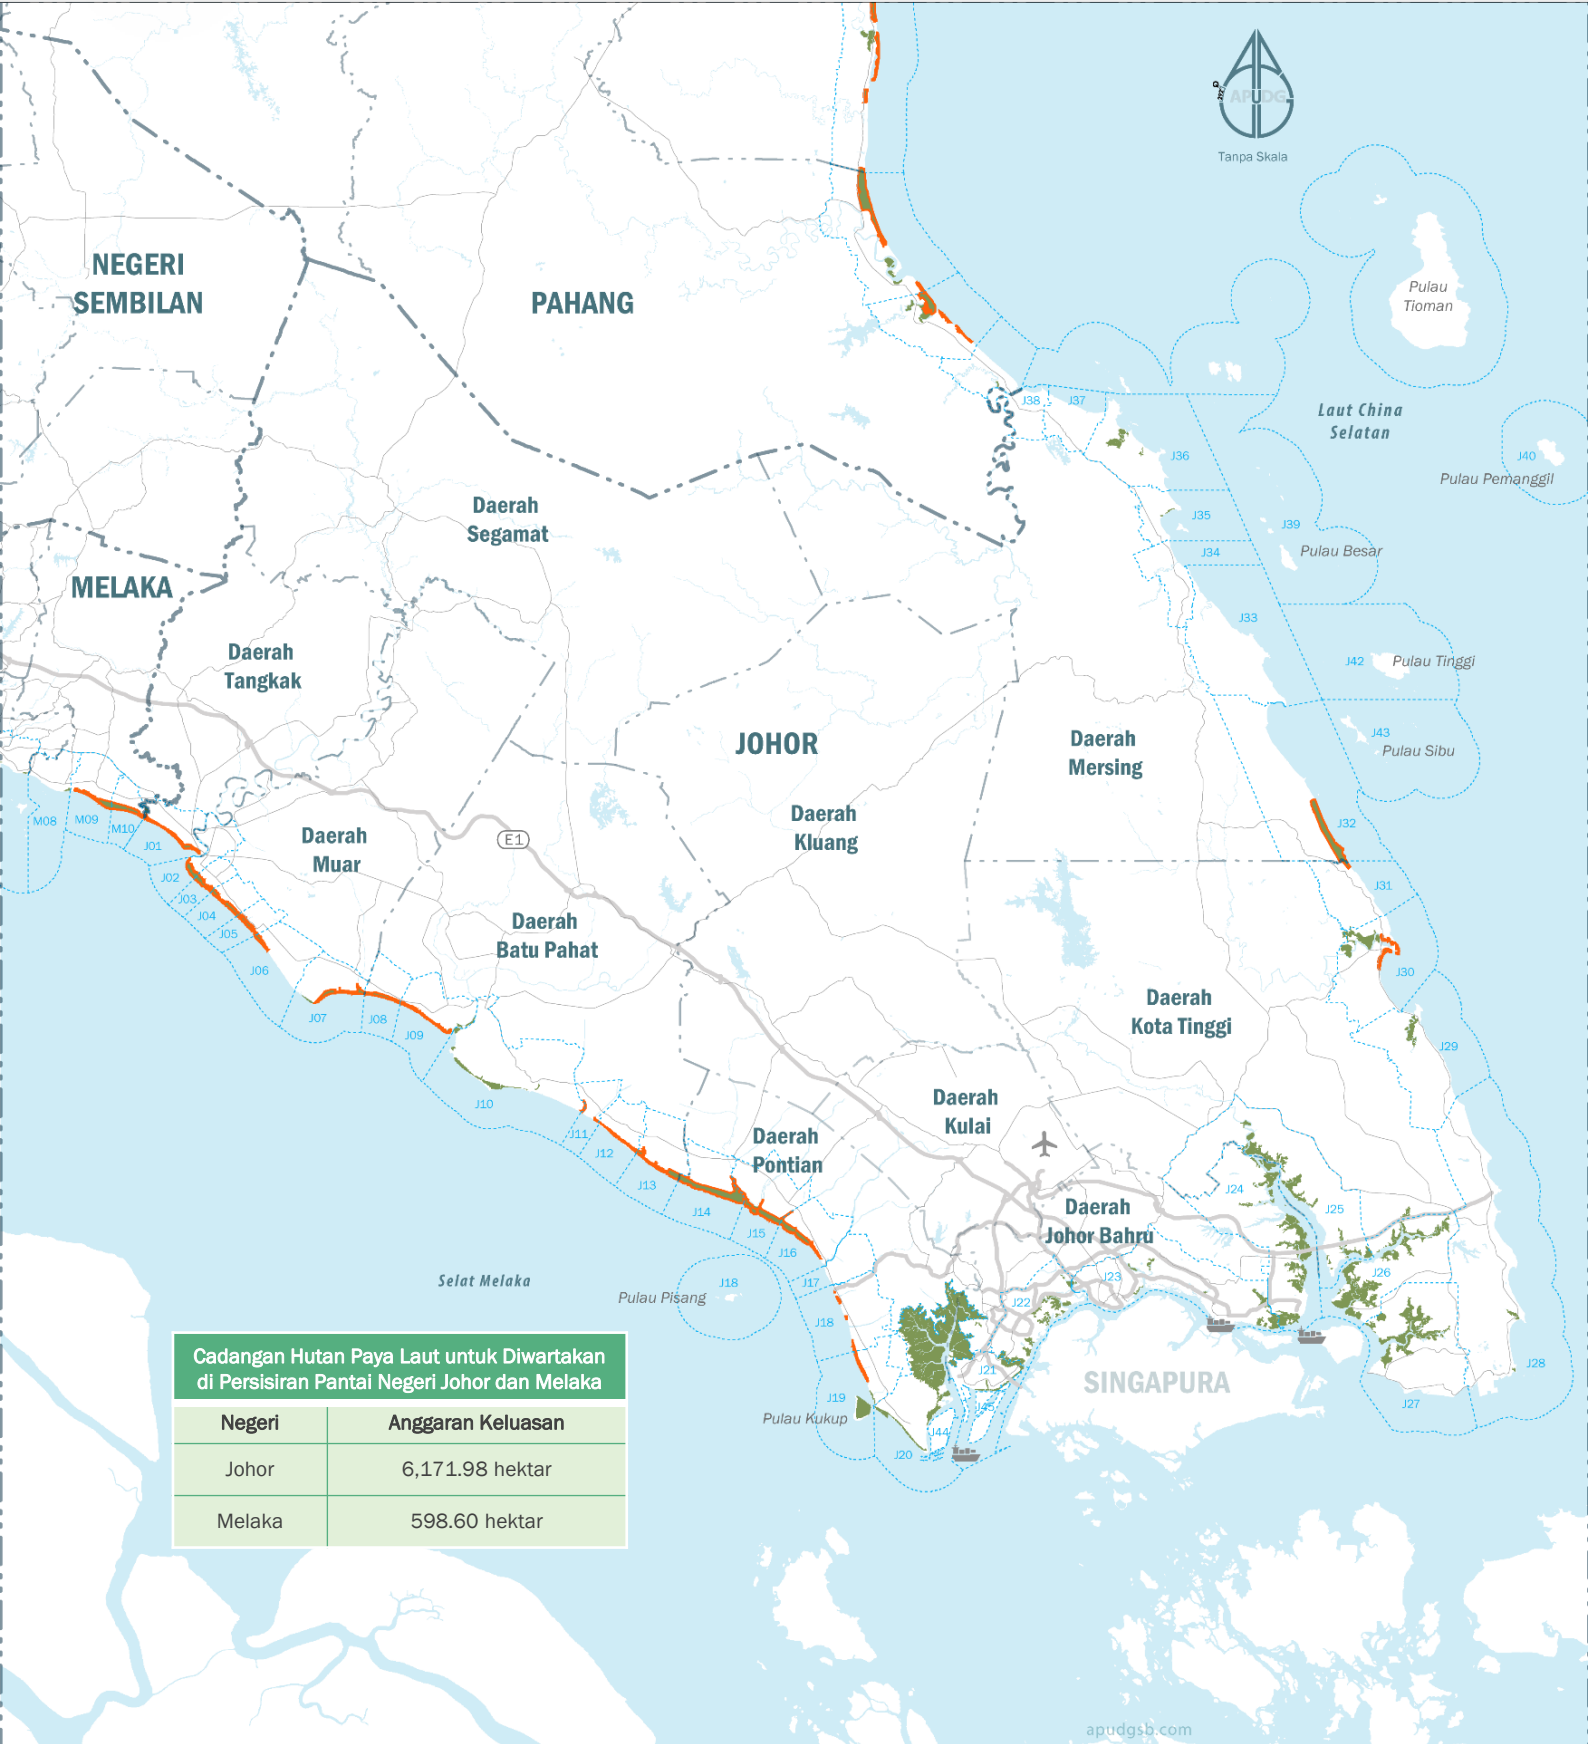 APUDG
Tanpa Skala
NEGERI
SEMBILAN
PAHANG
Pulau
Tioman
Laut China
Selatan
J38
J37
J36
J40
Pulau Pemanggil
Daerah
Segamat
J35
J39
J34
Pulau Besar
MELAKA
J33
Daerah
Tangkak
J42
Pulau Tinggi
JOHOR
Daerah
Mersing
J43
Pulau Sibu
M08
M09
M10
J01
Daerah
Muar
E1
Daerah
Kluang
J32
J02
J03
J04
J05
J06
J31
Daerah
Batu Pahat
J30
Daerah
Kota Tinggi
J07
J08
J09
J29
J10
Daerah
Kulai
J11
J12
J13
J14
J15
J16
J17
Daerah
Pontian
J24
J25
Daerah
Johor Bahru
J26
J23
J22
Selat Melaka
J18
Pulau Pisang
J18
J21
SINGAPURA
J28
J19
Pulau Kukup
J45
J44
J27
J20
Cadangan Hutan Paya Laut untuk Diwartakan
di Persisiran Pantai Negeri Johor dan Melaka
Negeri Anggaran Keluasan
Johor 6,171.98 hektar
Melaka 598.60 hektar
apudgsb.com